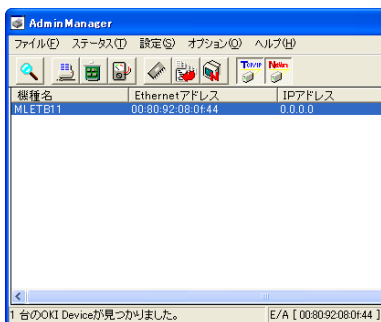 AdminManager
ファイル(F) ステータス(T) 設定(S) オプション(O) ヘルプ(H)
TCP/IP NetWare
機種名 Ethernetアドレス IPアドレス
MLETB11 00:80:92:08:0f:44 0.0.0.0
1 台のOKI Deviceが見つかりました。 E/A [ 00:80:92:08:0f:44 ]